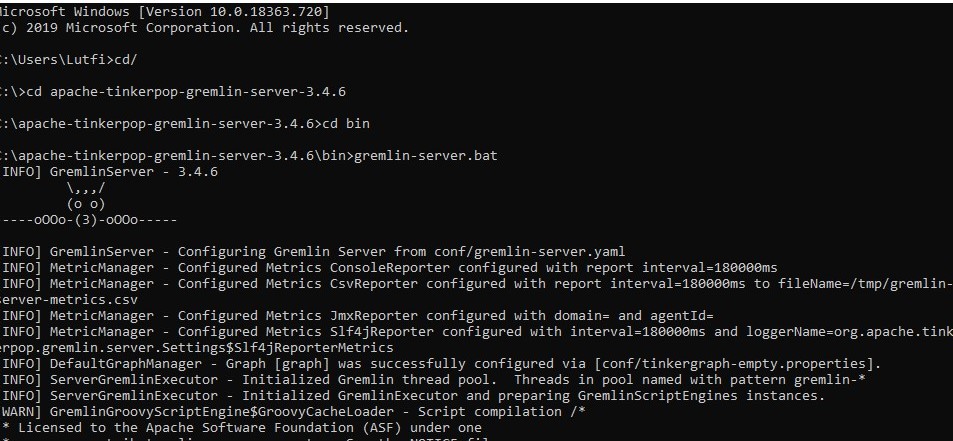 Microsoft Windows [Version 10.0.18363.720]
c) 2019 Microsoft Corporation. All rights reserved.
:\Users\Lutfi>cd/
:\>cd apache-tinkerpop-gremlin-server-3.4.6
:\apache-tinkerpop-gremlin-server-3.4.6>cd bin
:\apache-tinkerpop-gremlin-server-3.4.6\bin>gremlin-server.bat
INFO] GremlinServer - 3.4.6
\,,,/
(o o)
----oOOo-(3)-oOOo-----
INFO] GremlinServer - Configuring Gremlin Server from conf/gremlin-server.yaml
INFO] MetricManager - Configured Metrics ConsoleReporter configured with report interval=180000ms
INFO] MetricManager - Configured Metrics CsvReporter configured with report interval=180000ms to fileName=/tmp/gremlin-
server-metrics.csv
INFO] MetricManager - Configured Metrics JmxReporter configured with domain= and agentId=
INFO] MetricManager - Configured Metrics Slf4jReporter configured with interval=180000ms and loggerName=org.apache.tink
erpop.gremlin.server.Settings$Slf4jReporterMetrics
INFO] DefaultGraphManager - Graph [graph] was successfully configured via [conf/tinkergraph-empty.properties].
INFO] ServerGremlinExecutor - Initialized Gremlin thread pool.  Threads in pool named with pattern gremlin-*
INFO] ServerGremlinExecutor - Initialized GremlinExecutor and preparing GremlinScriptEngines instances.
WARN] GremlinGroovyScriptEngine$GroovyCacheLoader - Script compilation /*
* Licensed to the Apache Software Foundation (ASF) under one